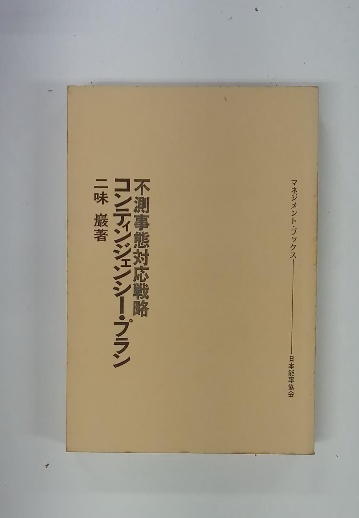 マネジメント・ブックス――日本能率協会
不測事態対応戦略
コンティンジェンシー・プラン
二味 巖著